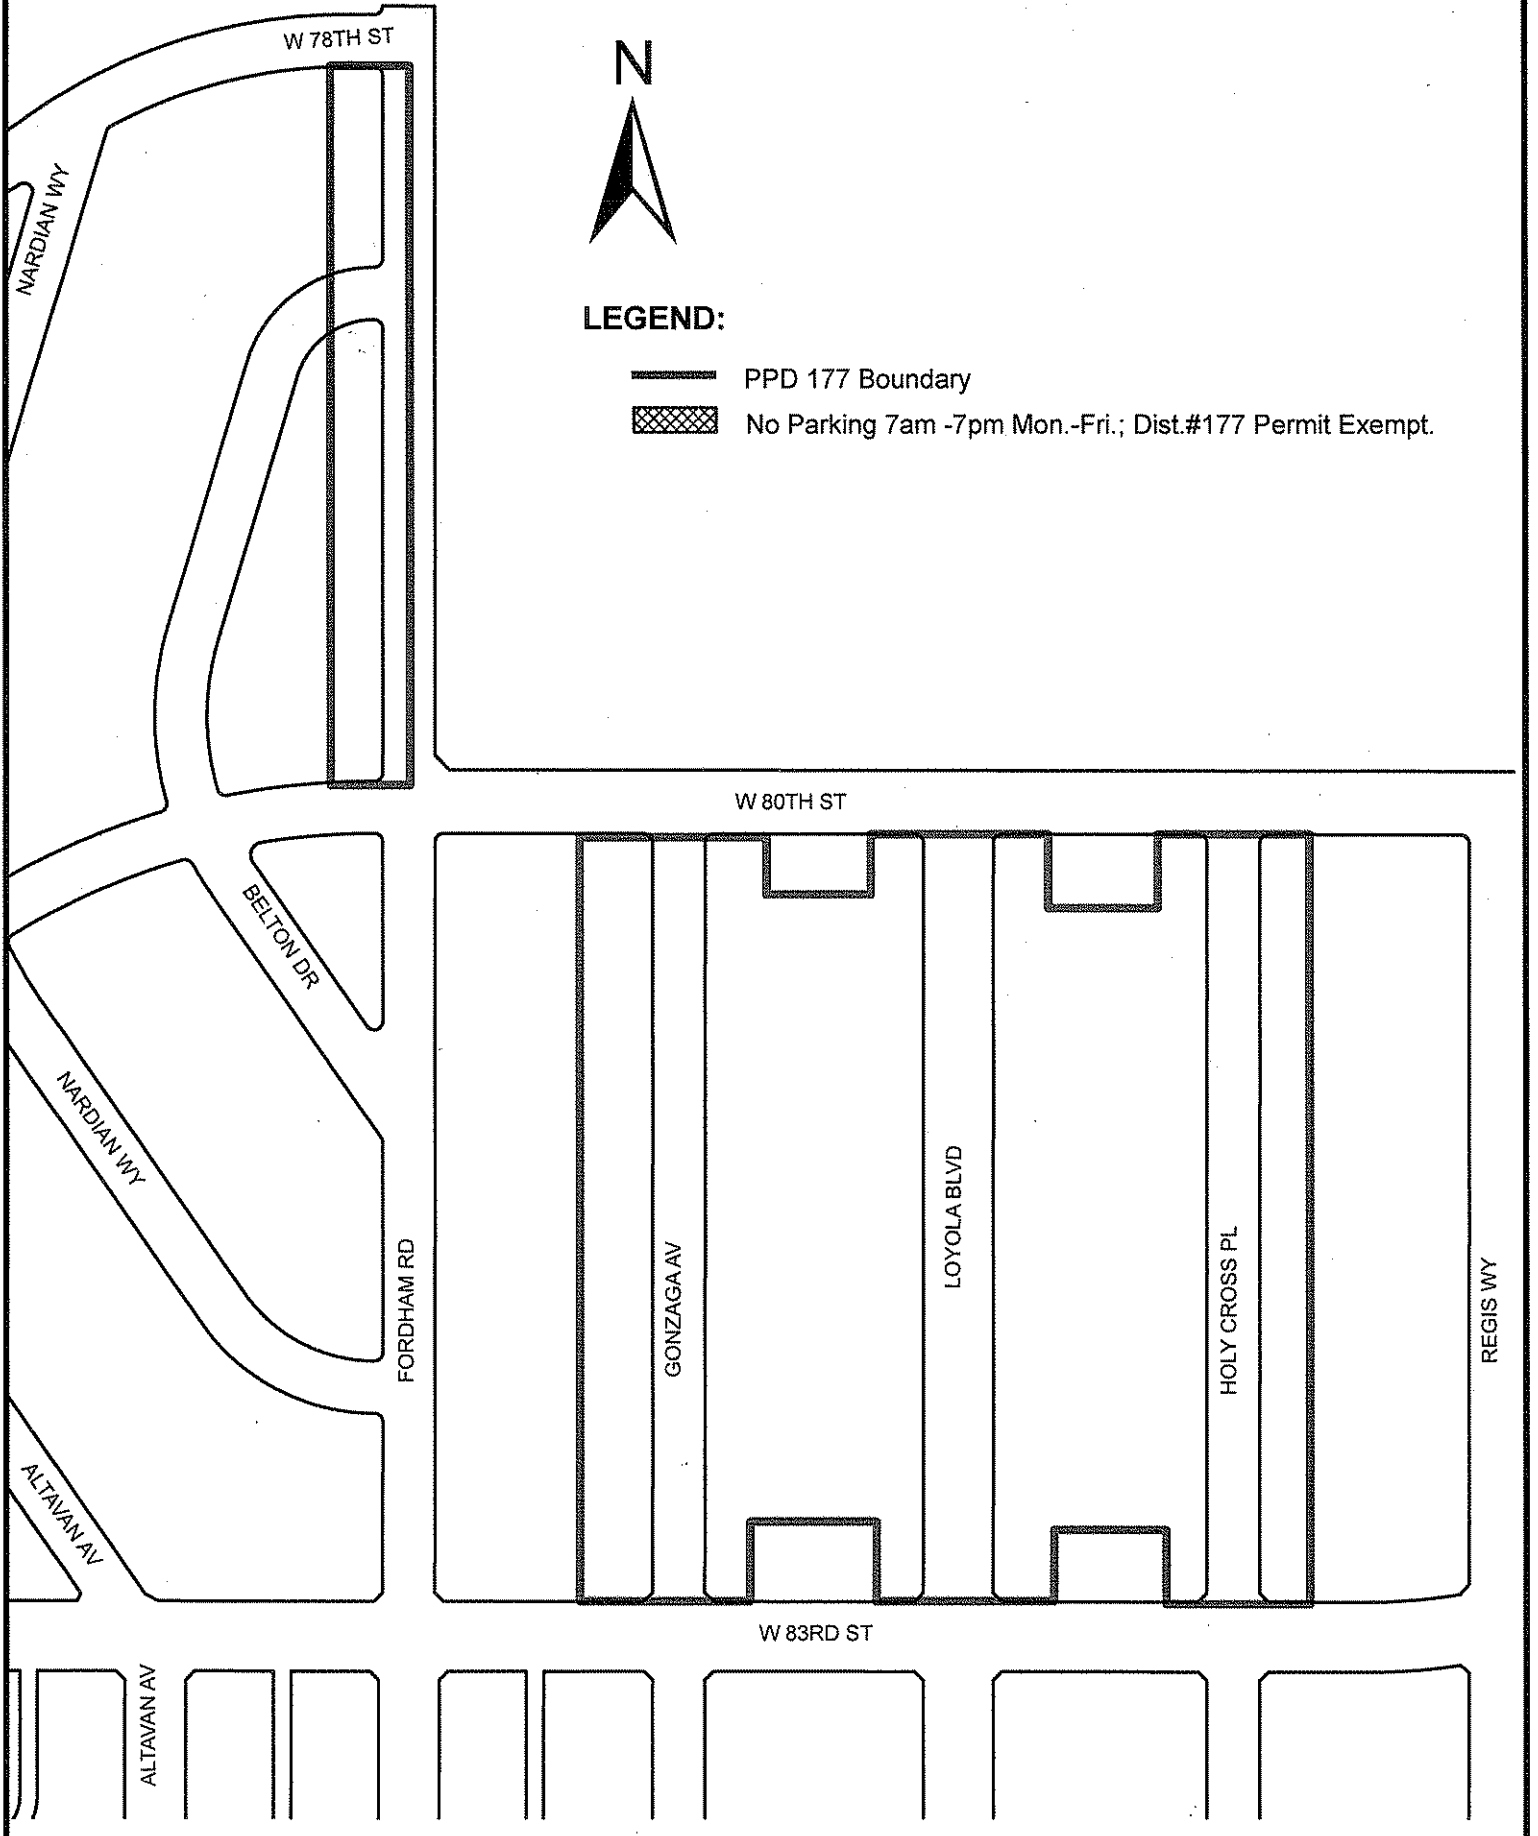 W 78TH ST
N
NARDIAN WY
LEGEND:
PPD 177 Boundary
No Parking 7am -7pm Mon.-Fri.; Dist.#177 Permit Exempt.
W 80TH ST
BELTON DR
NARDIAN WY
FORDHAM RD
GONZAGA AV
LOYOLA BLVD
HOLY CROSS PL
REGIS WY
ALTAVAN AV
W 83RD ST
ALTAVAN AV